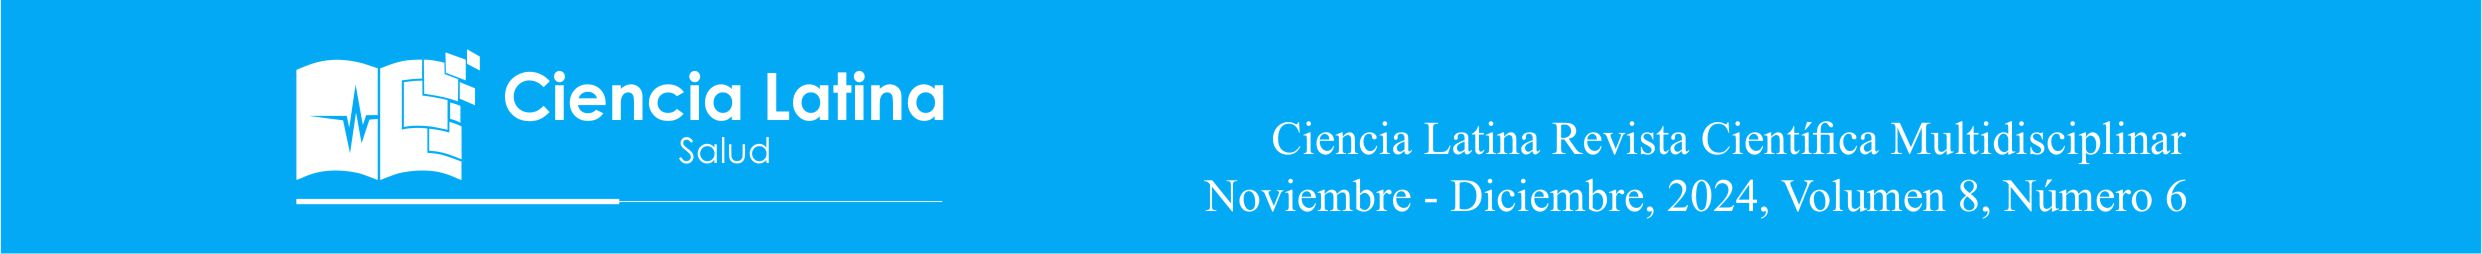 Ciencia Latina
Salud
Ciencia Latina Revista Científica Multidisciplinar
Noviembre - Diciembre, 2024, Volumen 8, Número 6